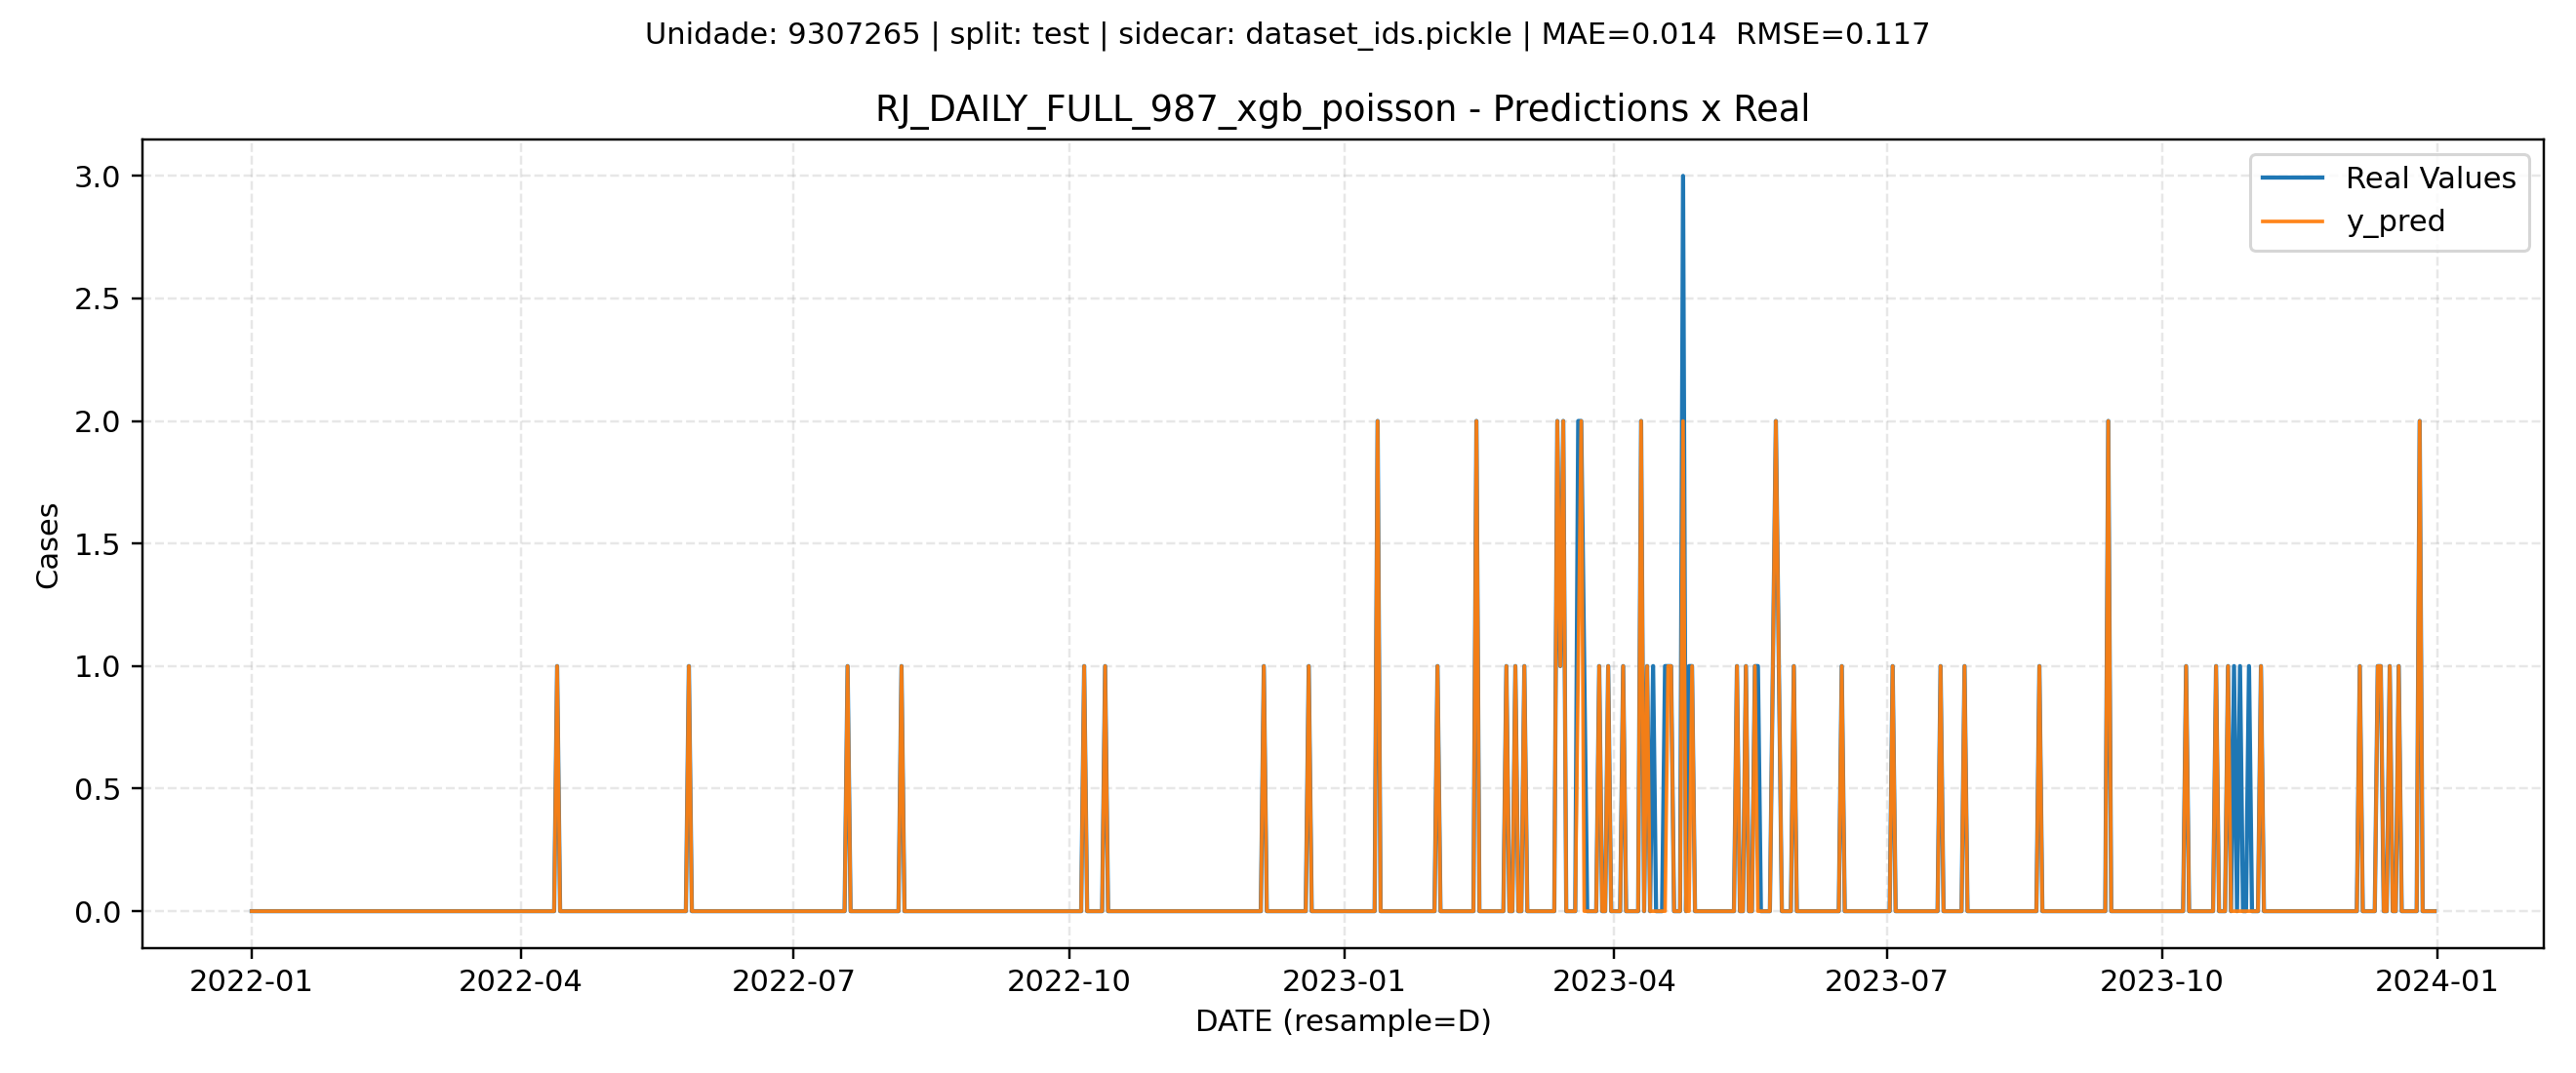 Unidade: 9307265 | split: test | sidecar: dataset_ids.pickle | MAE=0.014  RMSE=0.117
RJ_DAILY_FULL_987_xgb_poisson - Predictions x Real
Real Values
y_pred
Cases
3.0
2.5
2.0
1.5
1.0
0.5
0.0
2022-01 2022-04 2022-07 2022-10 2023-01 2023-04 2023-07 2023-10 2024-01
DATE (resample=D)